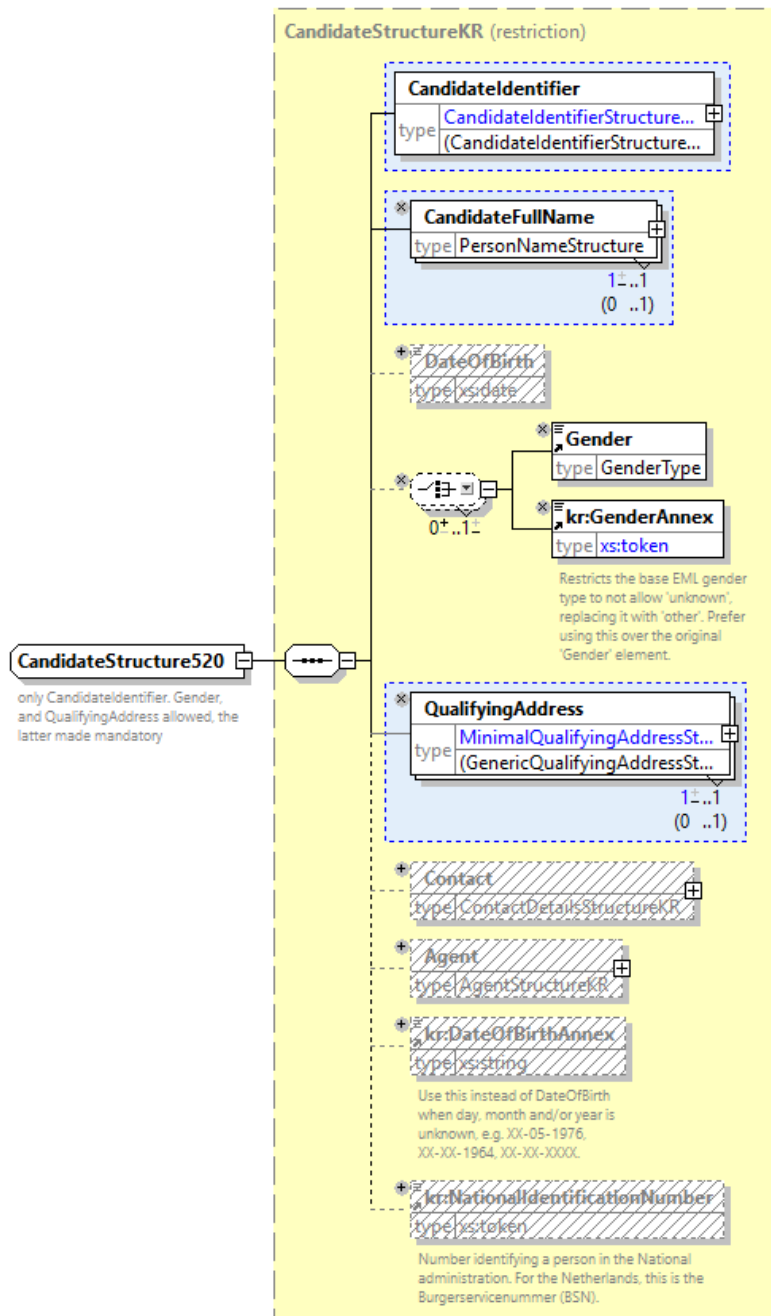 CandidateStructureKR (restriction)
CandidateIdentifier
type
CandidateIdentifierStructure...
(CandidateIdentifierStructure...
CandidateFullName
type PersonNameStructure
1±..1
(0 ..1)
DateOfBirth
type xs:date
Gender
type GenderType
0±..1±
kr:GenderAnnex
type xs:token
Restricts the base EML gender
type to not allow 'unknown',
replacing it with 'other'. Prefer
using this over the original
'Gender' element.
CandidateStructure520
only CandidateIdentifier. Gender,
and QualifyingAddress allowed, the
latter made mandatory
QualifyingAddress
type
MinimalQualifyingAddressSt...
(GenericQualifyingAddressSt...
1±..1
(0 ..1)
Contact
type ContactDetailsStructureKR
Agent
type AgentStructureKR
kr:DateOfBirthAnnex
type xs:string
Use this instead of DateOfBirth
when day, month and/or year is
unknown, e.g. XX-05-1976,
XX-XX-1964, XX-XX-XXXX.
kr:NationalIdentificationNumber
type xs:token
Number identifying a person in the National
administration. For the Netherlands, this is the
Burgerservicenummer (BSN).